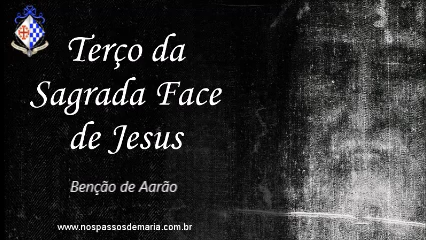 Terço da
Sagrada Face
de Jesus
Benção de Aarão
www.nospassosdemaria.com.br